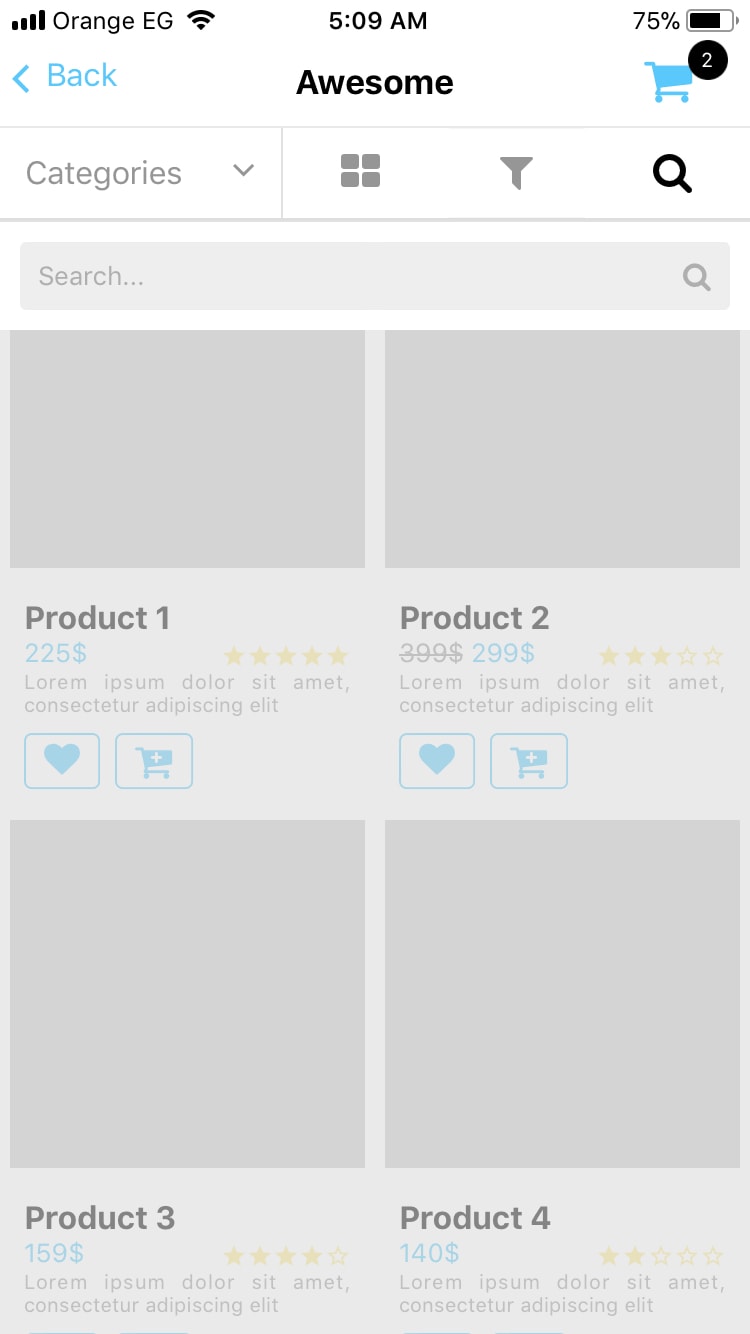 Orange EG 5:09 AM 75%
Back Awesome 2
Categories
Search...
Product 1 Product 2
225$ 399$ 299$
Lorem ipsum dolor sit amet, Lorem ipsum dolor sit amet,
consectetur adipiscing elit consectetur adipiscing elit
Product 3 Product 4
159$ 140$
Lorem ipsum dolor sit amet, Lorem ipsum dolor sit amet,
consectetur adipiscing elit consectetur adipiscing elit